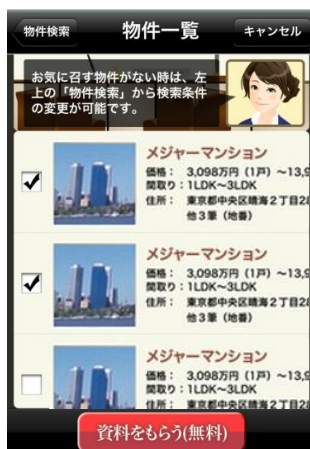 物件検索
物件一覧
キャンセル
お気に召す物件がない時は、左
上の「物件検索」から検索条件
の変更が可能です。
メジャーマンション
価格： 3,098万円（1戸）～13,9
間取り：1LDK～3LDK
住所： 東京都中央区晴海2丁目28
他3筆（地番）
メジャーマンション
価格： 3,098万円（1戸）～13,9
間取り：1LDK～3LDK
住所： 東京都中央区晴海2丁目28
他3筆（地番）
メジャーマンション
価格： 3,098万円（1戸）～13,9
間取り：1LDK～3LDK
住所： 東京都中央区晴海2丁目28
資料をもらう(無料)